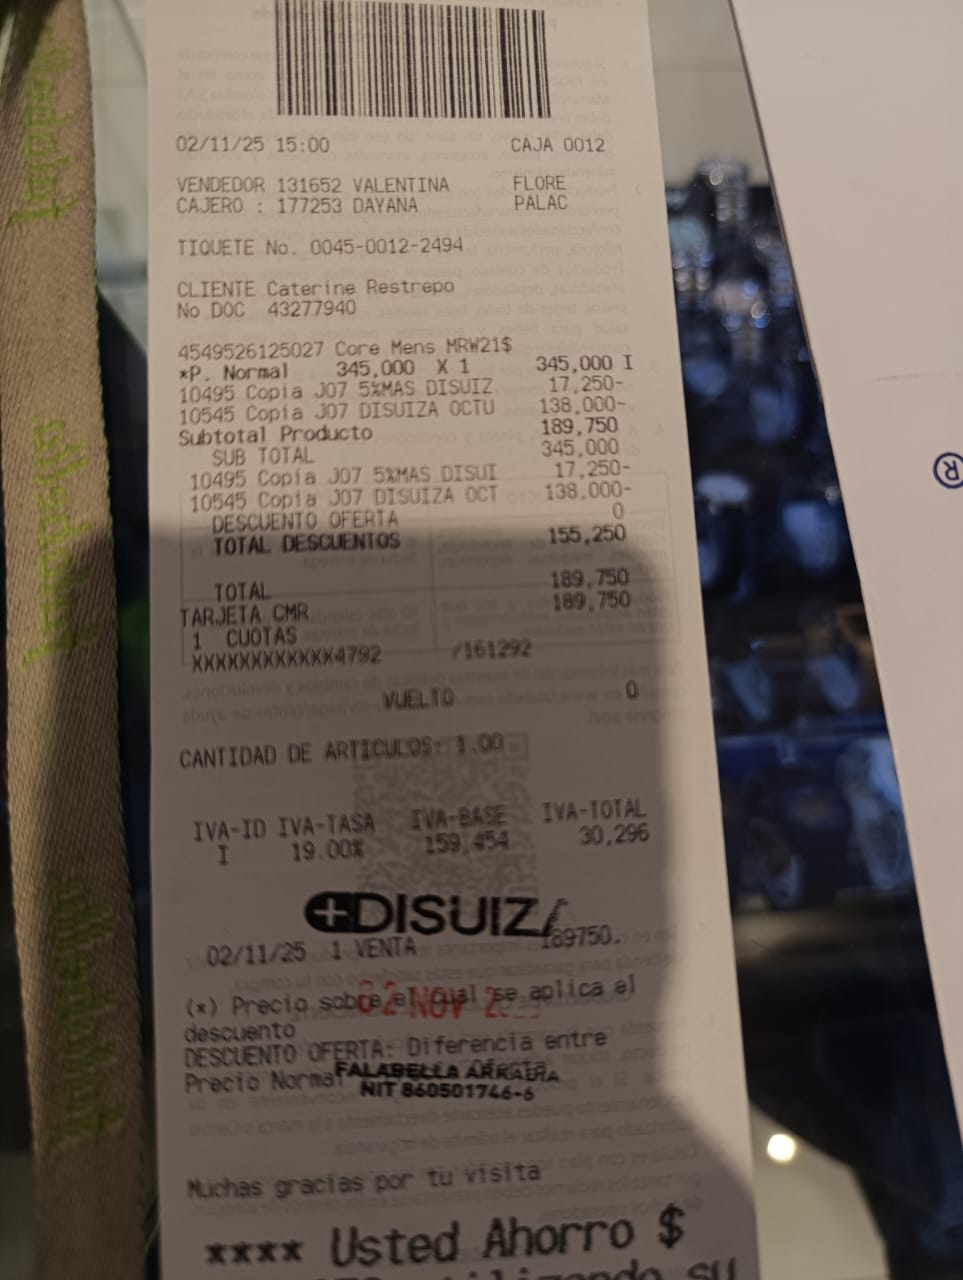 02/11/25 15:00 CAJA 0012
VENDEDOR 131652 VALENTINA FLORE
CAJERO : 177253 DAYANA PALAC
TIQUETE No. 0045-0012-2494
CLIENTE Caterine Restrepo
No DOC 43277940
4549526125027 Core Mens MRW21$
*P. Normal 345,000 X 1 345,000 I
10495 Copia J07 5%MAS DISUIZ 17,250-
10545 Copia J07 DISUIZA OCTU 138,000-
Subtotal Producto 189,750
SUB TOTAL 345,000
10495 Copia J07 5%MAS DISUI 17,250-
10545 Copia J07 DISUIZA OCT 138,000-
DESCUENTO OFERTA 0
TOTAL DESCUENTOS 155,250
TOTAL 189,750
TARJETA CMR 189,750
1 CUOTAS
XXXXXXXXXXXX4792 /161292
VUELTO 0
CANTIDAD DE ARTICULOS: 1.00
IVA-ID IVA-TASA IVA-BASE IVA-TOTAL
I 19.00% 159,454 30,296
DISUIZ
02/11/25 1 VENTA 189750.
(*) Precio sobre el cual se aplica el
02 NOV 2
descuento
DESCUENTO OFERTA: Diferencia entre
Precio Normal Oferta.
FALABELLA ARRABIA
NIT 860501746-6
Muchas gracias por tu visita
**** Usted Ahorro $
utilizando su
®